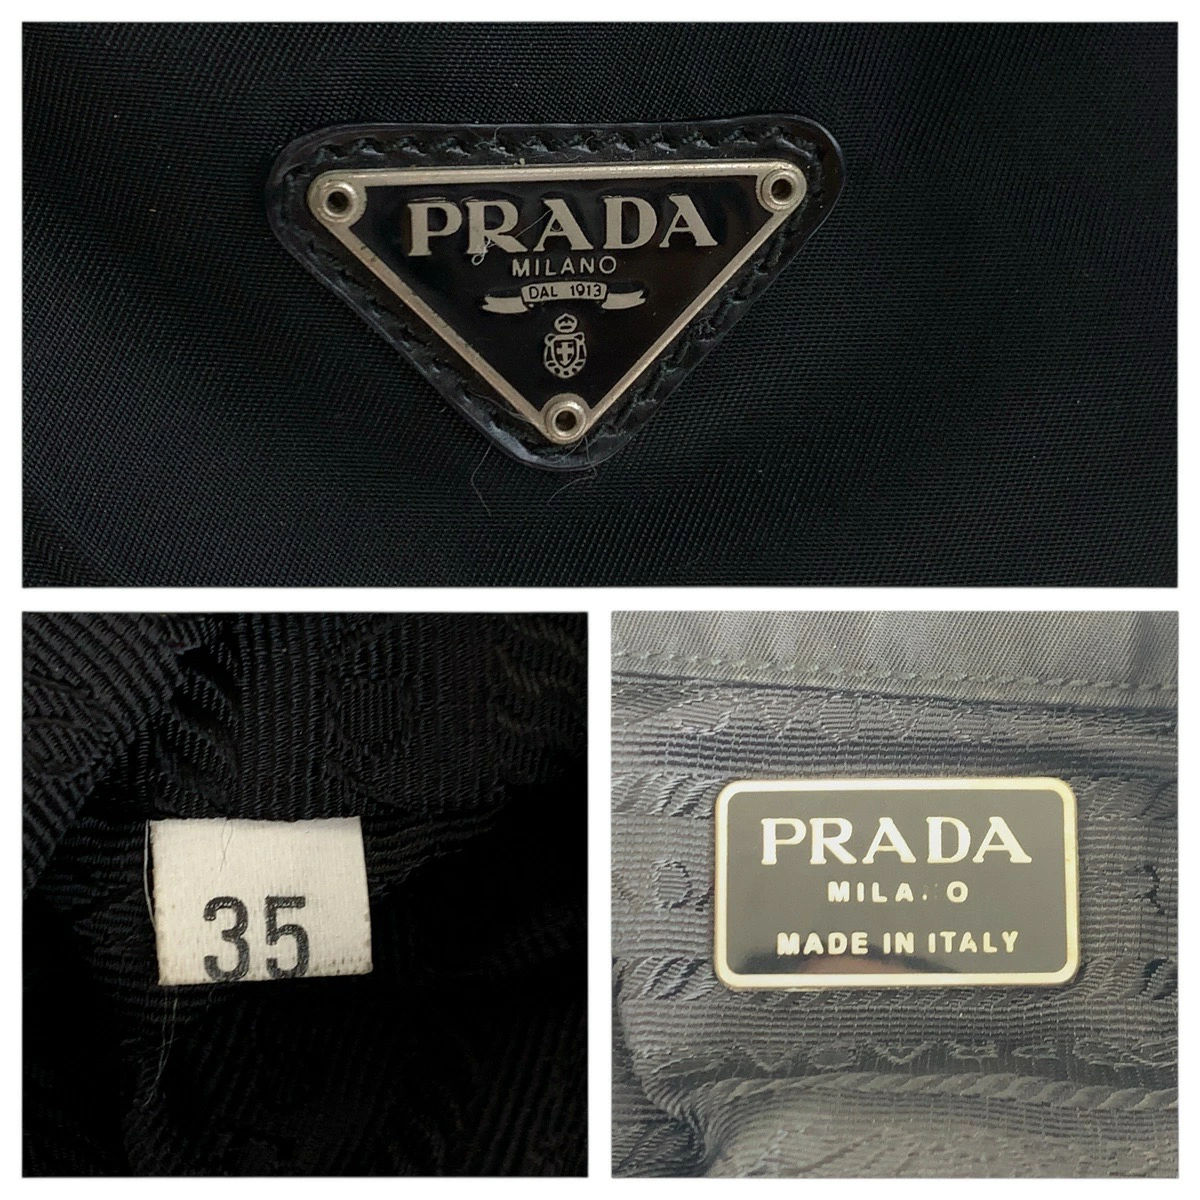 PRADA
MILANO
DAL 1913
35
PRADA
MILA O
MADE IN ITALY